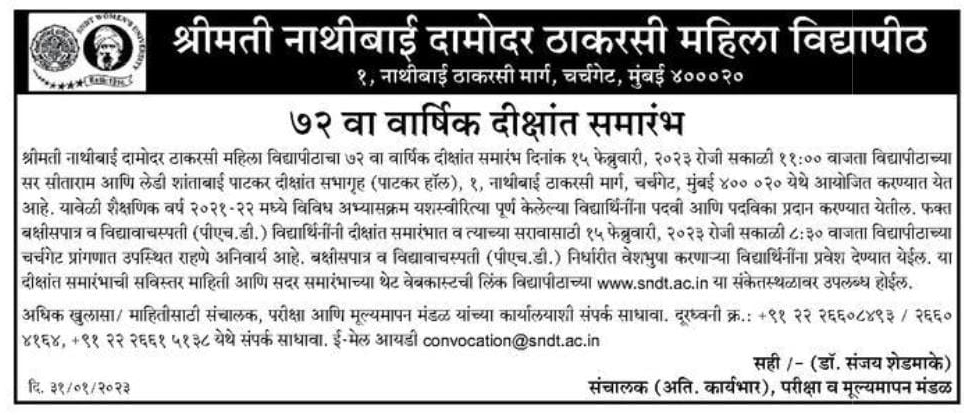 SNDT WOMEN'S UNIVERSITY
श्रीमती नाथीबाई दामोदर ठाकरसी महिला विद्यापीठ
१, नाथीबाई ठाकरसी मार्ग, चर्चगेट, मुंबई ४०००२०
७२ वा वार्षिक दीक्षांत समारंभ
श्रीमती नाथीबाई दामोदर ठाकरसी महिला विद्यापीठाचा ७२ वा वार्षिक दीक्षांत समारंभ दिनांक १५ फेब्रुवारी, २०२३ रोजी सकाळी ११:०० वाजता विद्यापीठाच्या
सर सीताराम आणि लेडी शांताबाई पाटकर दीक्षांत सभागृह (पाटकर हॉल), १, नाथीबाई ठाकरसी मार्ग, चर्चगेट, मुंबई ४०० ०२० येथे आयोजित करण्यात येत
आहे. यावेळी शैक्षणिक वर्ष २०२१-२२ मध्ये विविध अभ्यासक्रम यशस्वीरित्या पूर्ण केलेल्या विद्यार्थिनींना पदवी आणि पदविका प्रदान करण्यात येतील. फक्त
बक्षीसपात्र व विद्यावाचस्पती (पीएच.डी.) विद्यार्थिनींनी दीक्षांत समारंभात व त्याच्या सरावासाठी १५ फेब्रुवारी, २०२३ रोजी सकाळी ८:३० वाजता विद्यापीठाच्या
चर्चगेट प्रांगणात उपस्थित राहणे अनिवार्य आहे. बक्षीसपात्र व विद्यावाचस्पती (पीएच.डी.) निर्धारीत वेशभुषा करणाऱ्या विद्यार्थिनींना प्रवेश देण्यात येईल. या
दीक्षांत समारंभाची सविस्तर माहिती आणि सदर समारंभाच्या थेट वेबकास्टची लिंक विद्यापीठाच्या www.sndt.ac.in या संकेतस्थळावर उपलब्ध होईल.
अधिक खुलासा/ माहितीसाठी संचालक, परीक्षा आणि मूल्यमापन मंडळ यांच्या कार्यालयाशी संपर्क साधावा. दूरध्वनी क्र.: +९१ २२ २६६०८४९३ / २६६०
४१६४, +९१ २२ २६६१ ५१३८ येथे संपर्क साधावा. ई-मेल आयडी convocation@sndt.ac.in
सही /- (डॉ. संजय शेडमाके)
दि. ३१/०१/२०२३
संचालक (अति. कार्यभार), परीक्षा व मूल्यमापन मंडळ